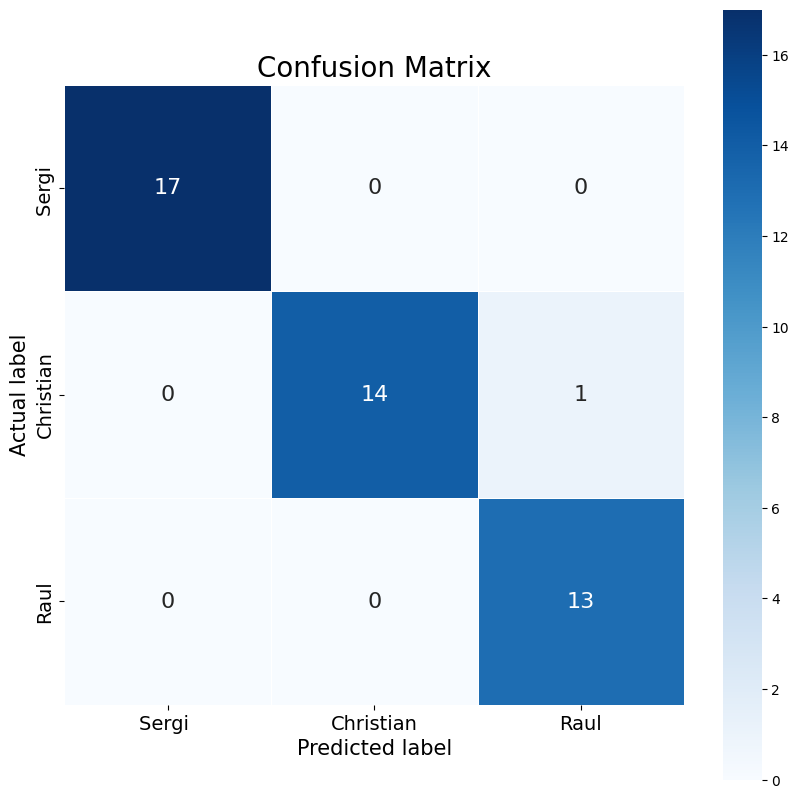 Confusion Matrix
Actual label
Sergi
17 0 0
Christian
0 14 1
Raul
0 0 13
Sergi Christian Raul
Predicted label
16
14
12
10
8
6
4
2
0